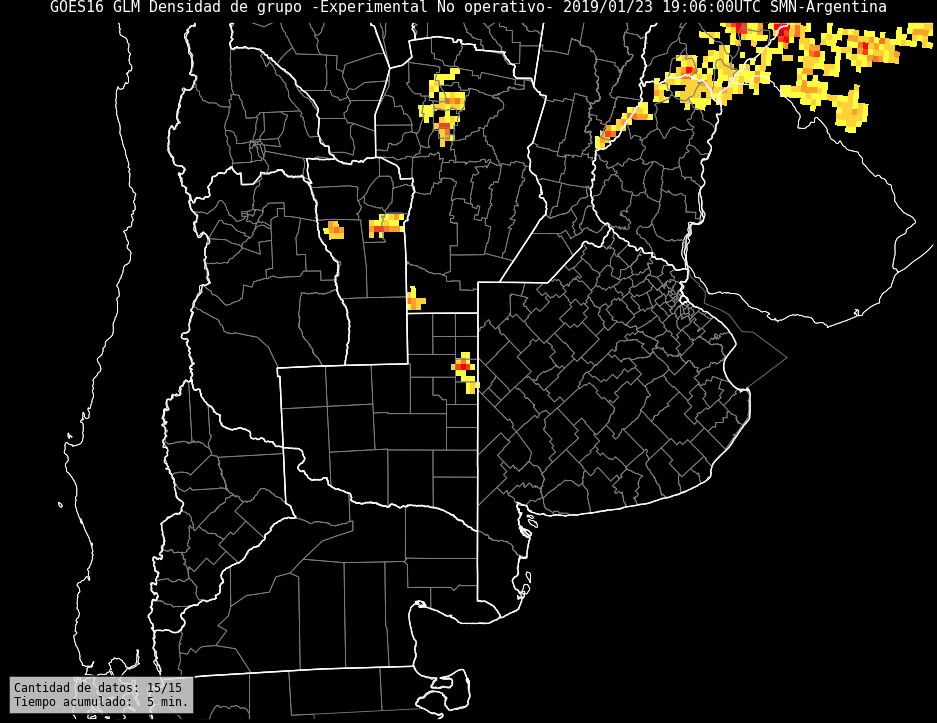 GOES16 GLM Densidad de grupo -Experimental No operativo- 2019/01/23 19:06:00UTC SMN-Argentina
Cantidad de datos: 15/15
Tiempo acumulado:  5 min.